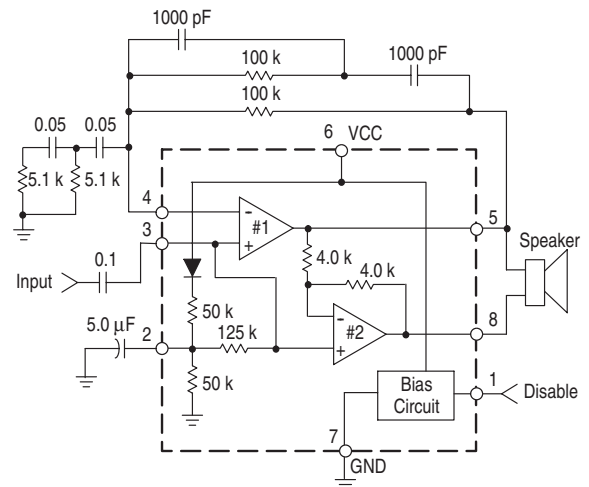 1000 pF
1000 pF
100 k
100 k
0.05 0.05
6 VCC
5.1 k 5.1 k
4
-
#1
+
5
3
Speaker
0.1
4.0 k
4.0 k
Input
50 k
-
#2
+
5.0 µF 2
125 k
8
50 k
Bias
Circuit
1
Disable
7
GND